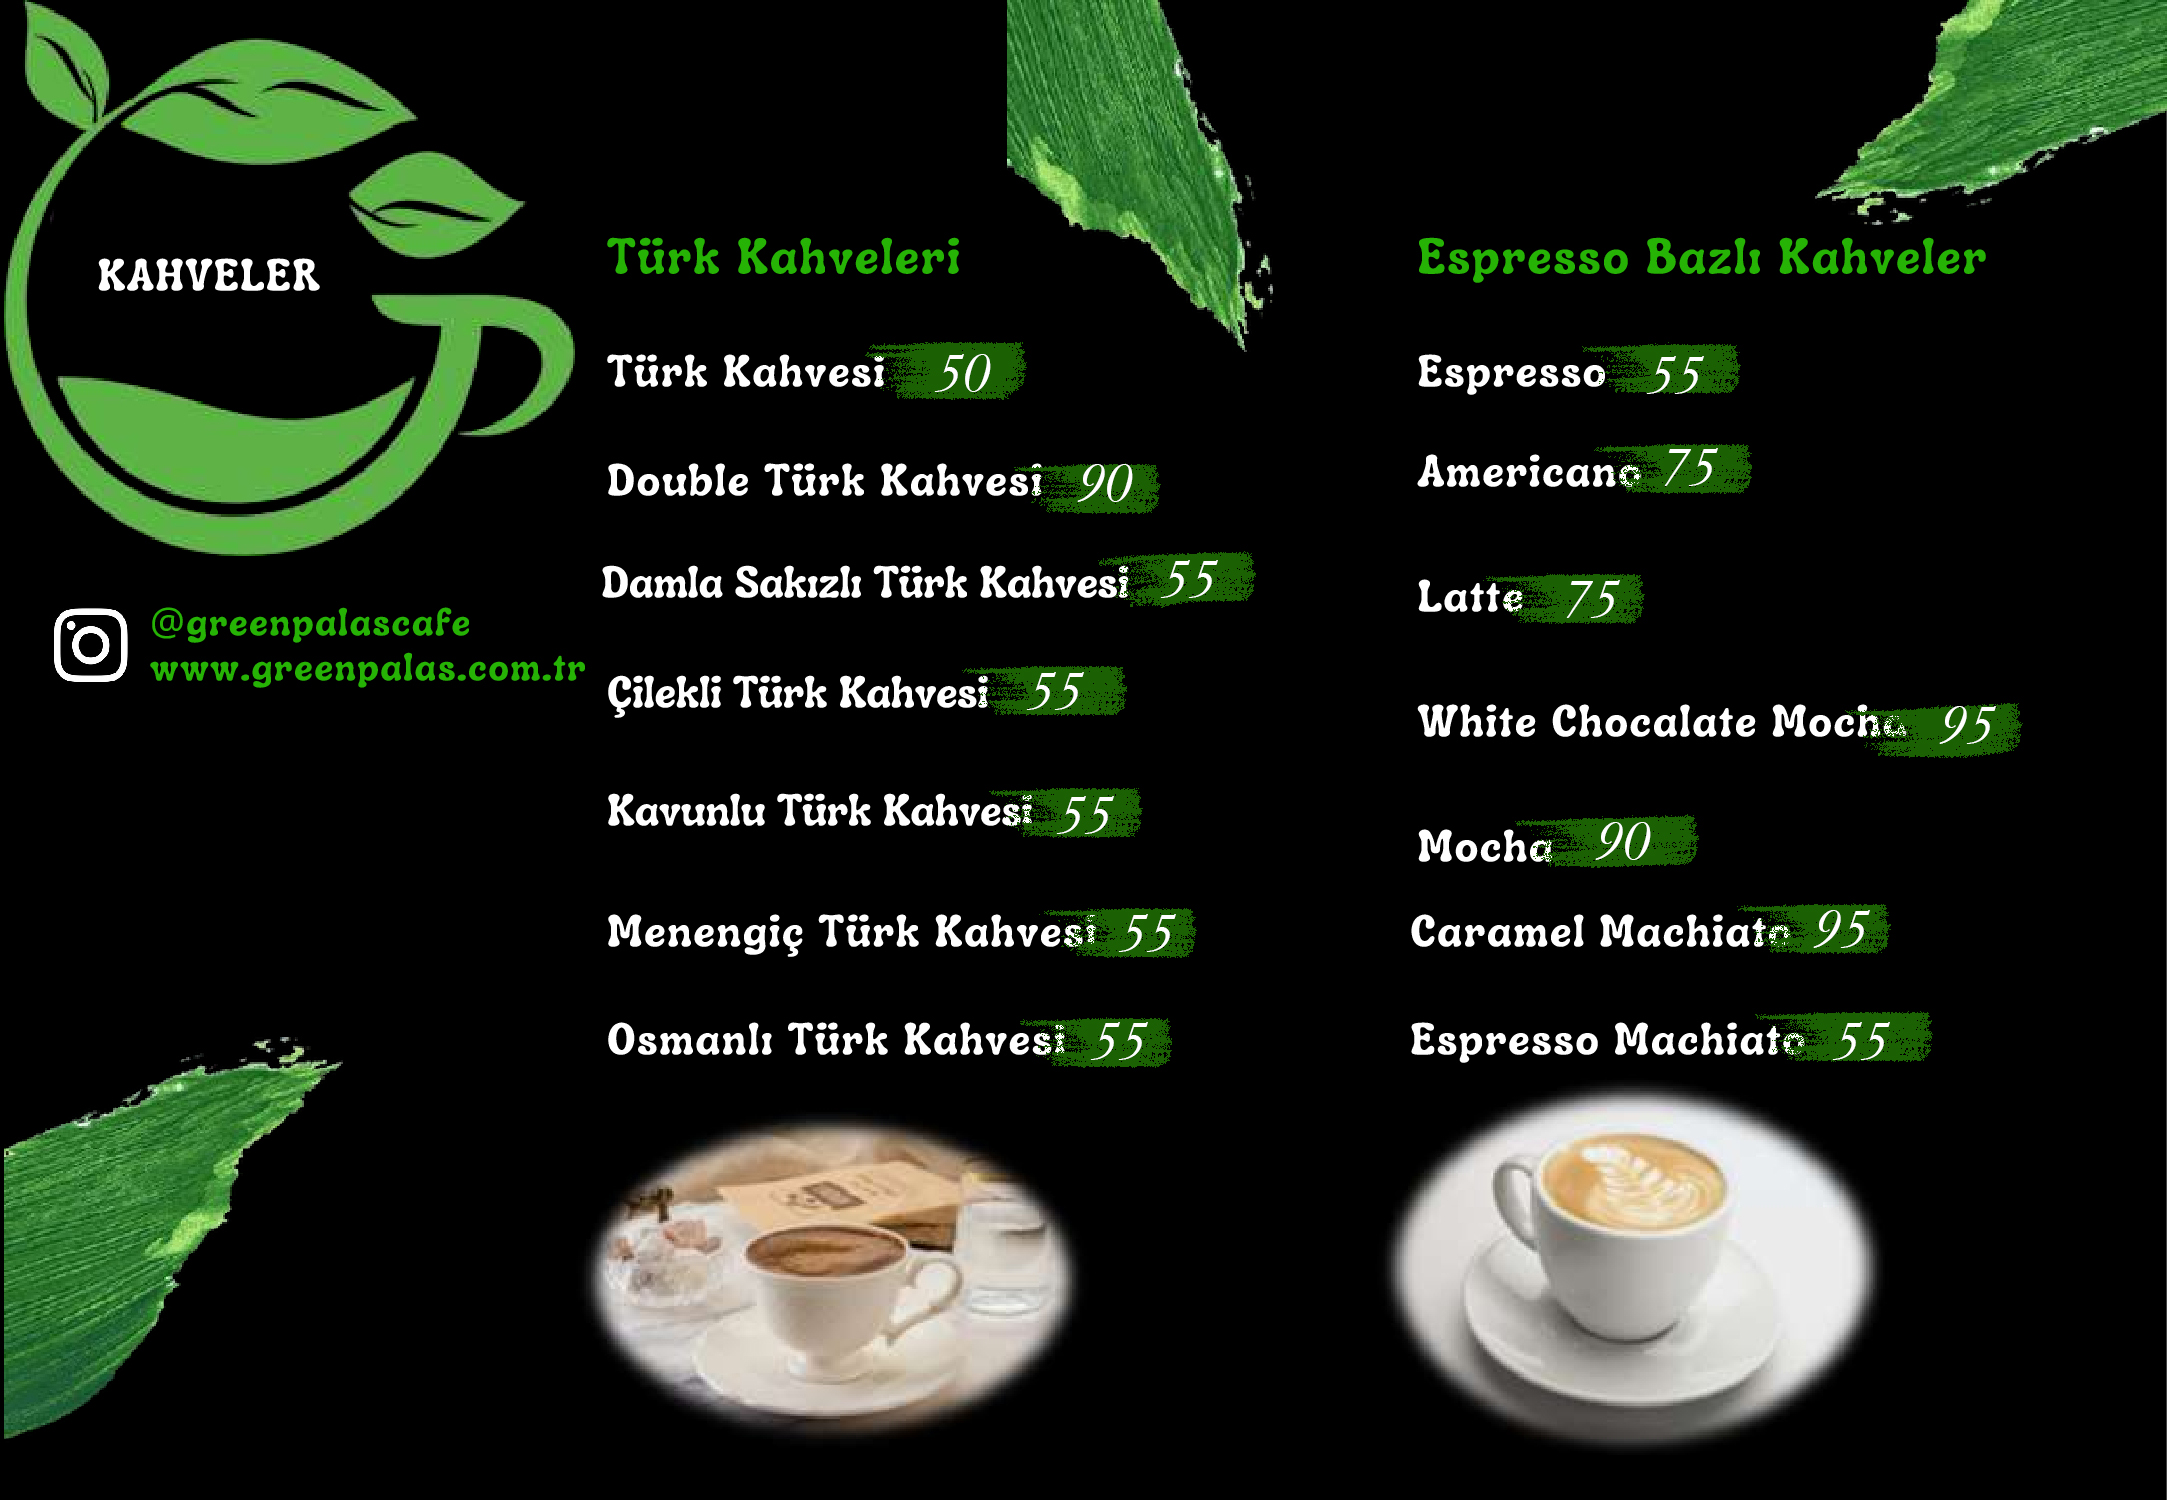 KAHVELER
@greenpalascafe
www.greenpalas.com.tr
Türk Kahveleri
Türk Kahvesi 50
Double Türk Kahvesi 90
Damla Sakızlı Türk Kahvesi 55
Çilekli Türk Kahvesi 55
Kavunlu Türk Kahvesi 55
Menengiç Türk Kahvesi 55
Osmanlı Türk Kahvesi 55
Espresso Bazlı Kahveler
Espresso 55
Americano 75
Latte 75
White Chocalate Mocha 95
Mocha 90
Caramel Machiato 95
Espresso Machiato 55